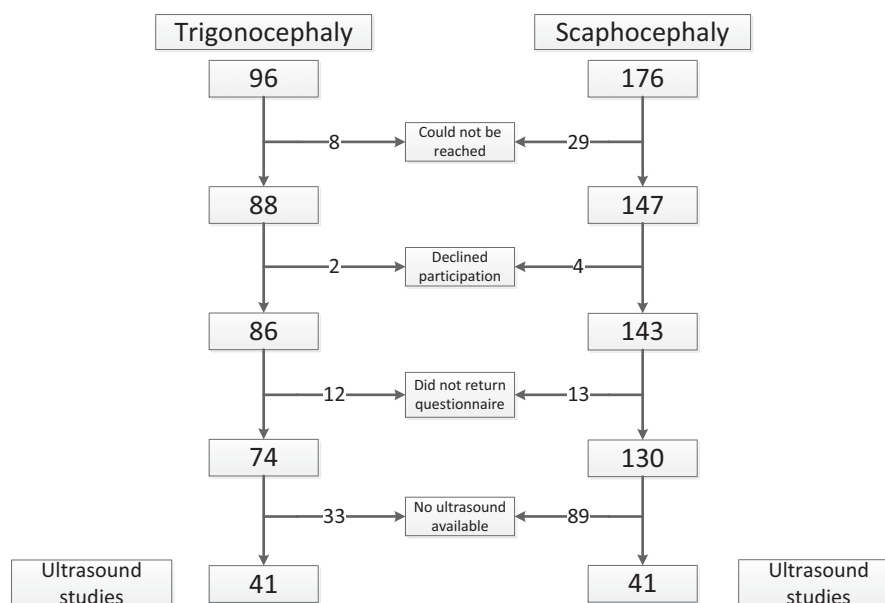 Trigonocephaly Scaphocephaly
96 176
8 Could not be 29
reached
88 147
2 Declined 4
participation
86 143
12 Did not return 13
questionnaire
74 130
33 No ultrasound 89
available
Ultrasound 41 41 Ultrasound
studies studies